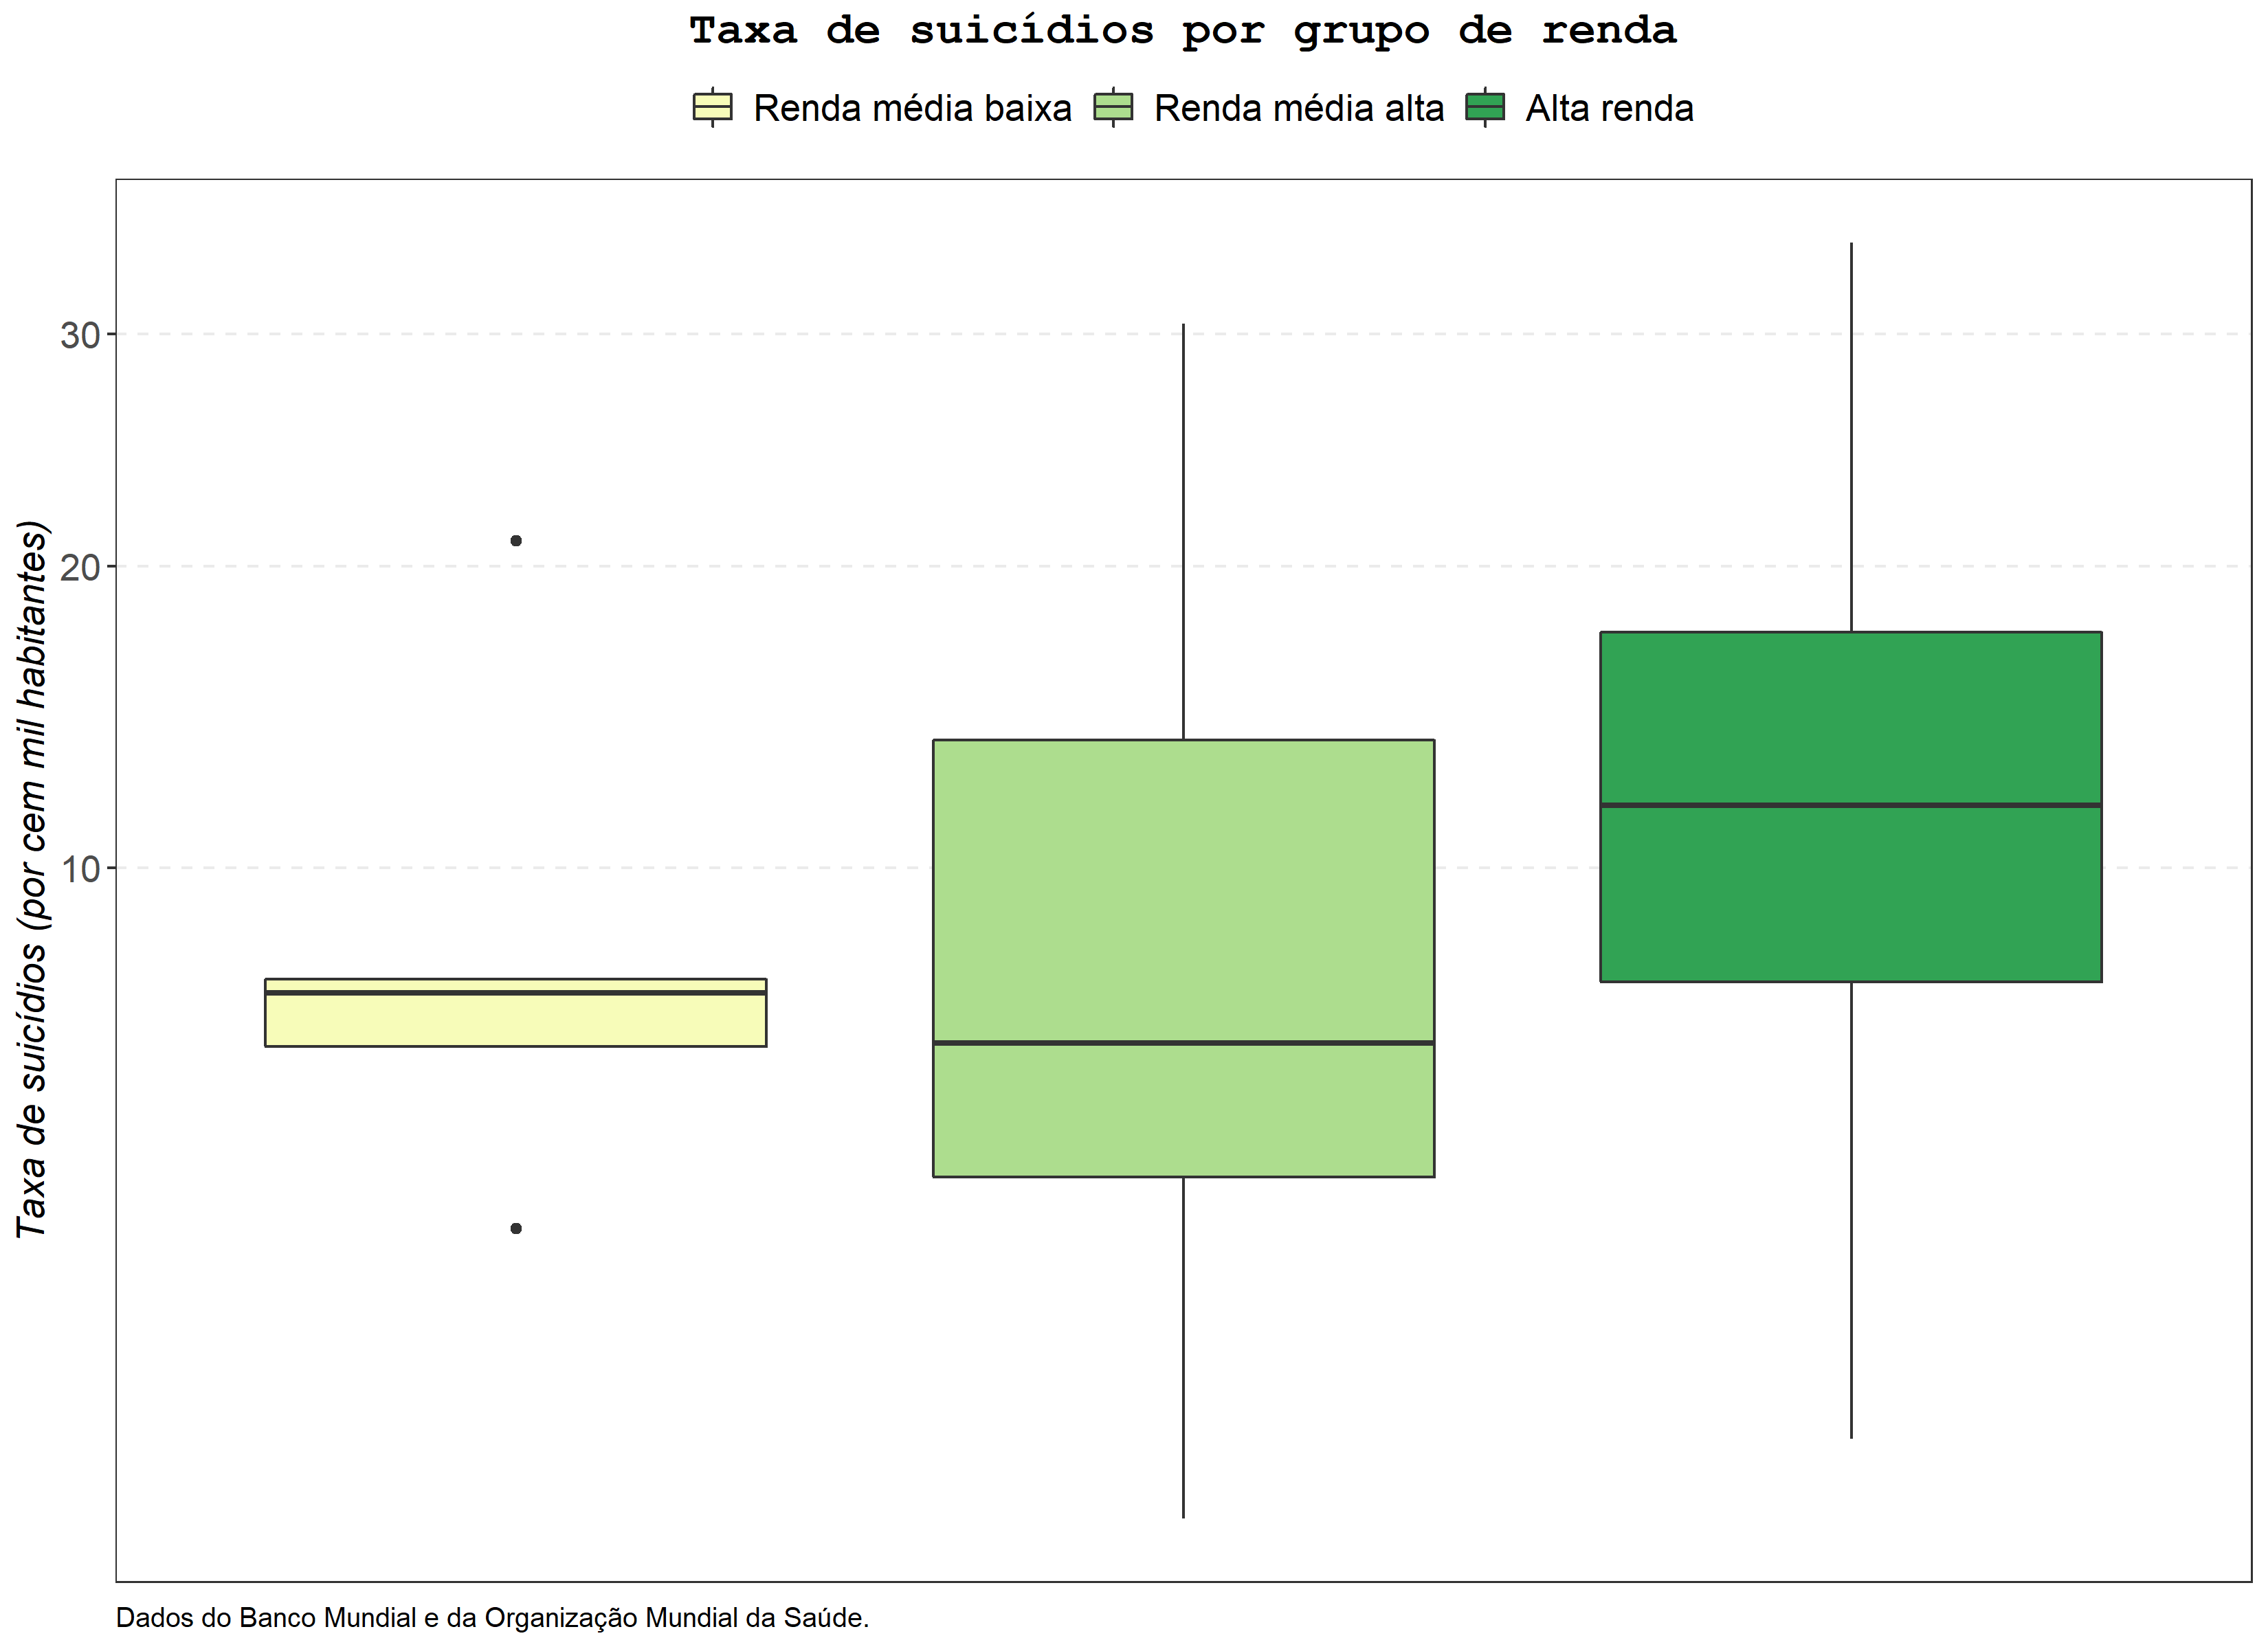 Taxa de suicídios por grupo de renda
Renda média baixa Renda média alta Alta renda
Taxa de suicídios (por cem mil habitantes)
30
20
10
Dados do Banco Mundial e da Organização Mundial da Saúde.